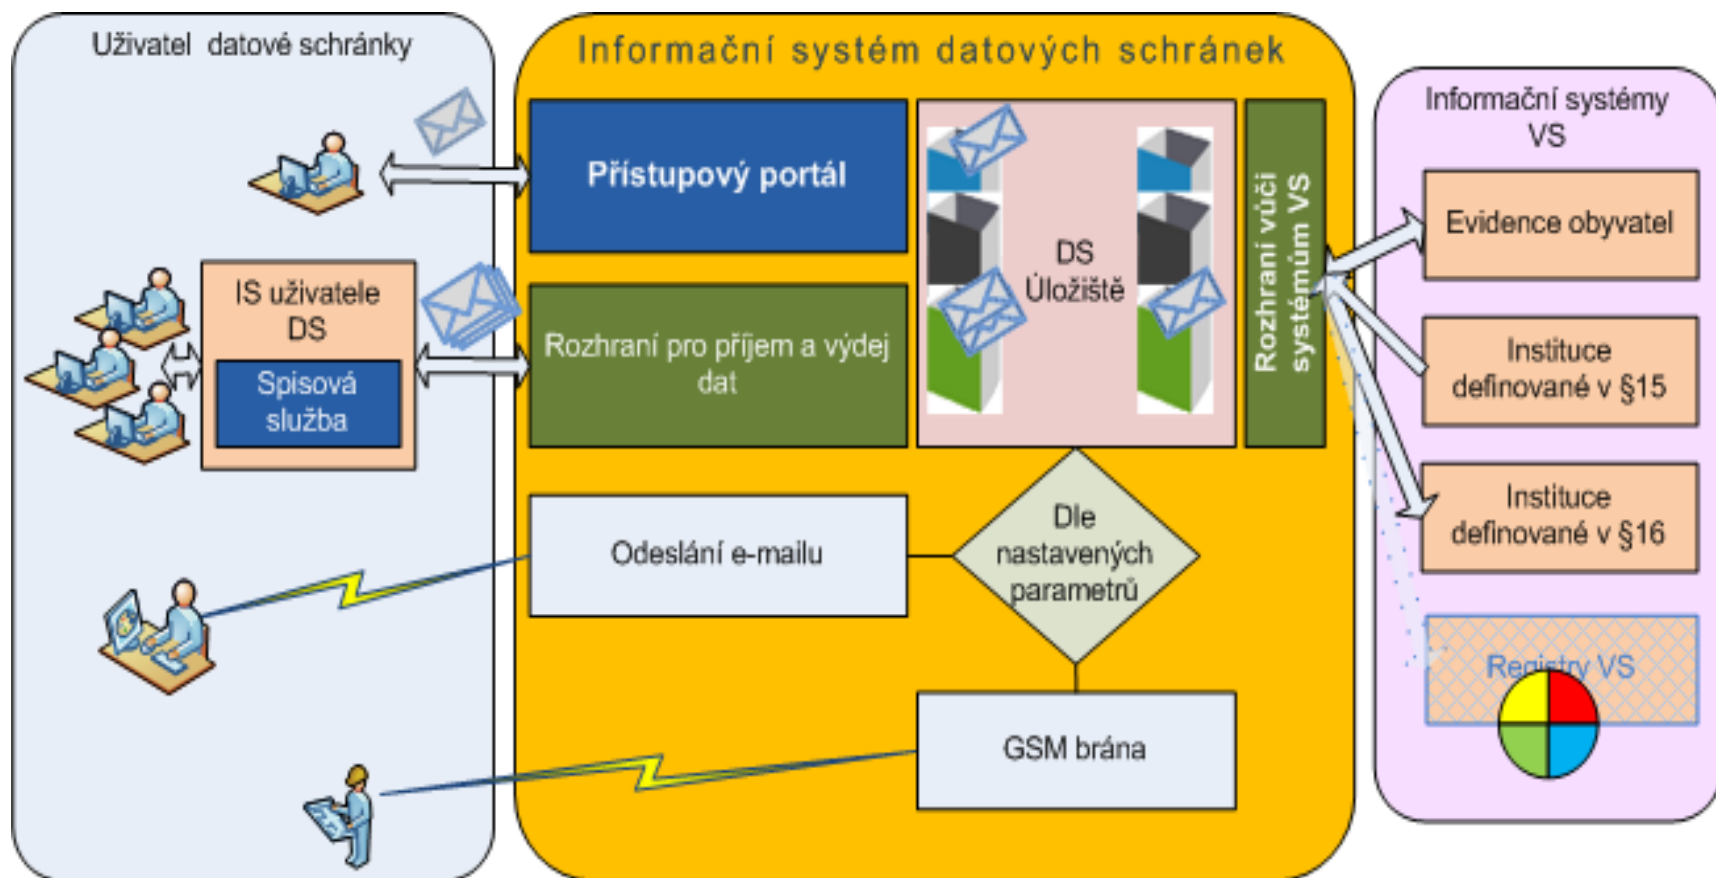 Uživatel datové schránky
IS uživatele
DS
Spisová
služba
Informační systém datových schránek
Přístupový portál
Rozhraní pro příjem a výdej
dat
DS
Úložiště
Rozhraní vůči
systémům VS
Odeslání e-mailu
Dle
nastavených
parametrů
GSM brána
Informační systémy
VS
Evidence obyvatel
Instituce
definované v §15
Instituce
definované v §16
Registry VS